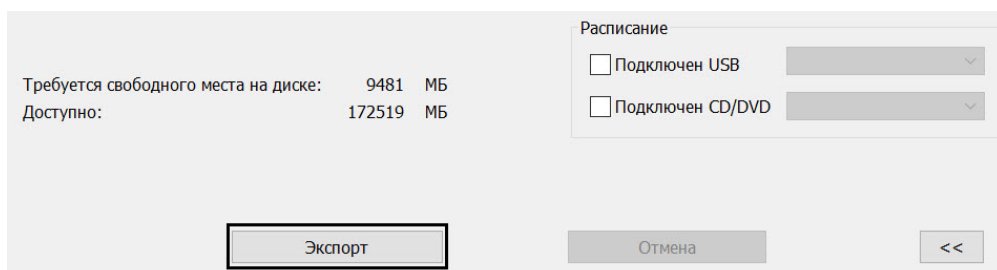 Расписание
Подключен USB
Требуется свободного места на диске: 9481 МБ
Доступно: 172519 МБ
Подключен CD/DVD
Экспорт
Отмена
<<